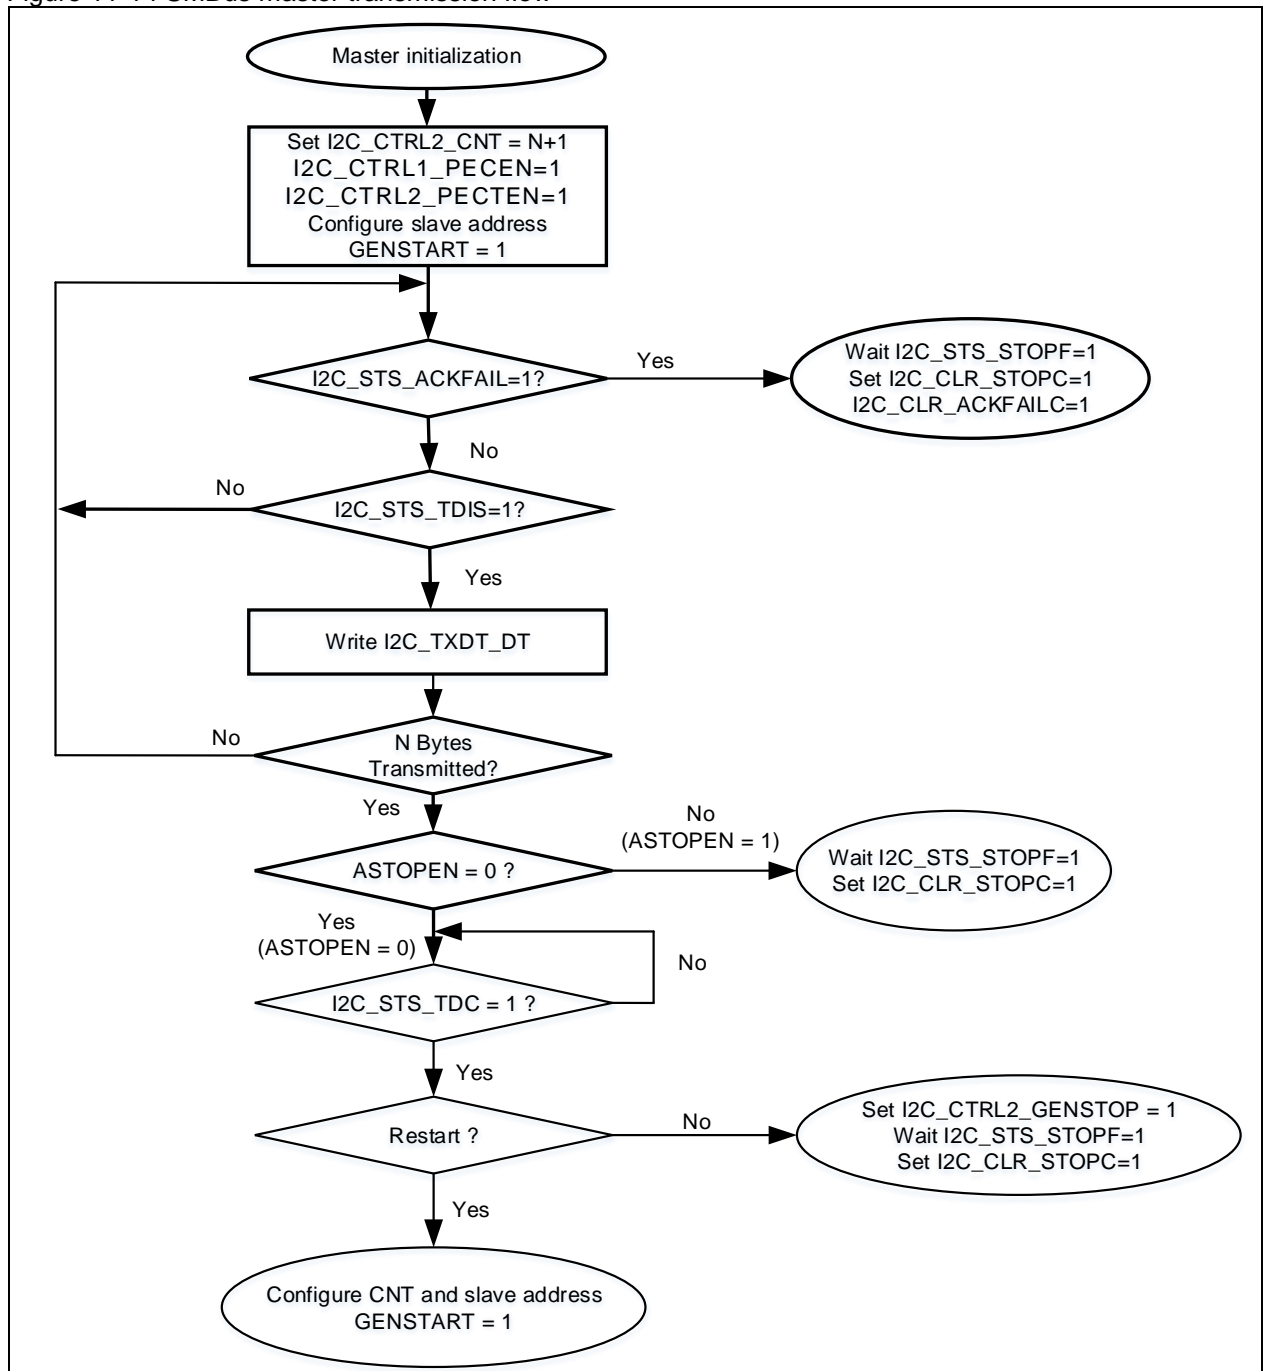 Master initialization
Set I2C_CTRL2_CNT = N+1
I2C_CTRL1_PECEN=1
I2C_CTRL2_PECTEN=1
Configure slave address
GENSTART = 1
I2C_STS_ACKFAIL=1?
Yes
Wait I2C_STS_STOPF=1
Set I2C_CLR_STOPC=1
I2C_CLR_ACKFAILC=1
No
No
I2C_STS_TDIS=1?
Yes
Write I2C_TXDT_DT
No
N Bytes
Transmitted?
Yes
No
(ASTOPEN = 1)
ASTOPEN = 0 ?
Wait I2C_STS_STOPF=1
Set I2C_CLR_STOPC=1
Yes
(ASTOPEN = 0)
No
I2C_STS_TDC = 1 ?
Yes
Restart ?
No
Set I2C_CTRL2_GENSTOP = 1
Wait I2C_STS_STOPF=1
Set I2C_CLR_STOPC=1
Yes
Configure CNT and slave address
GENSTART = 1